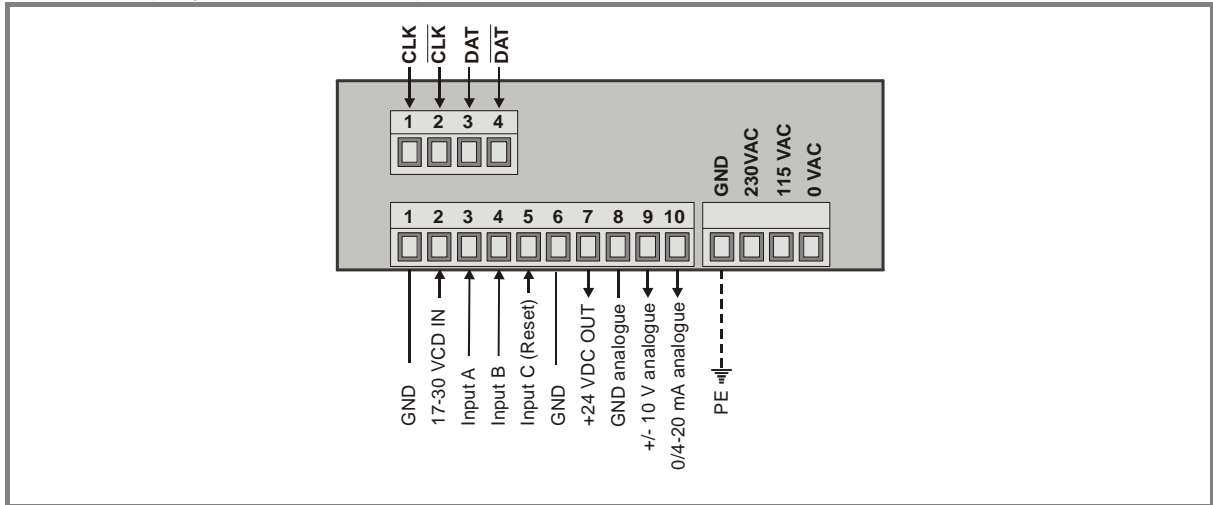 CLK
C̅L̅K̅
DAT
D̅A̅T̅
1 2 3 4
GND
230VAC
115 VAC
0 VAC
1 2 3 4 5 6 7 8 9 10
GND
17-30 VCD IN
Input A
Input B
Input C (Reset)
GND
+24 VDC OUT
GND analogue
+/- 10 V analogue
0/4-20 mA analogue
PE